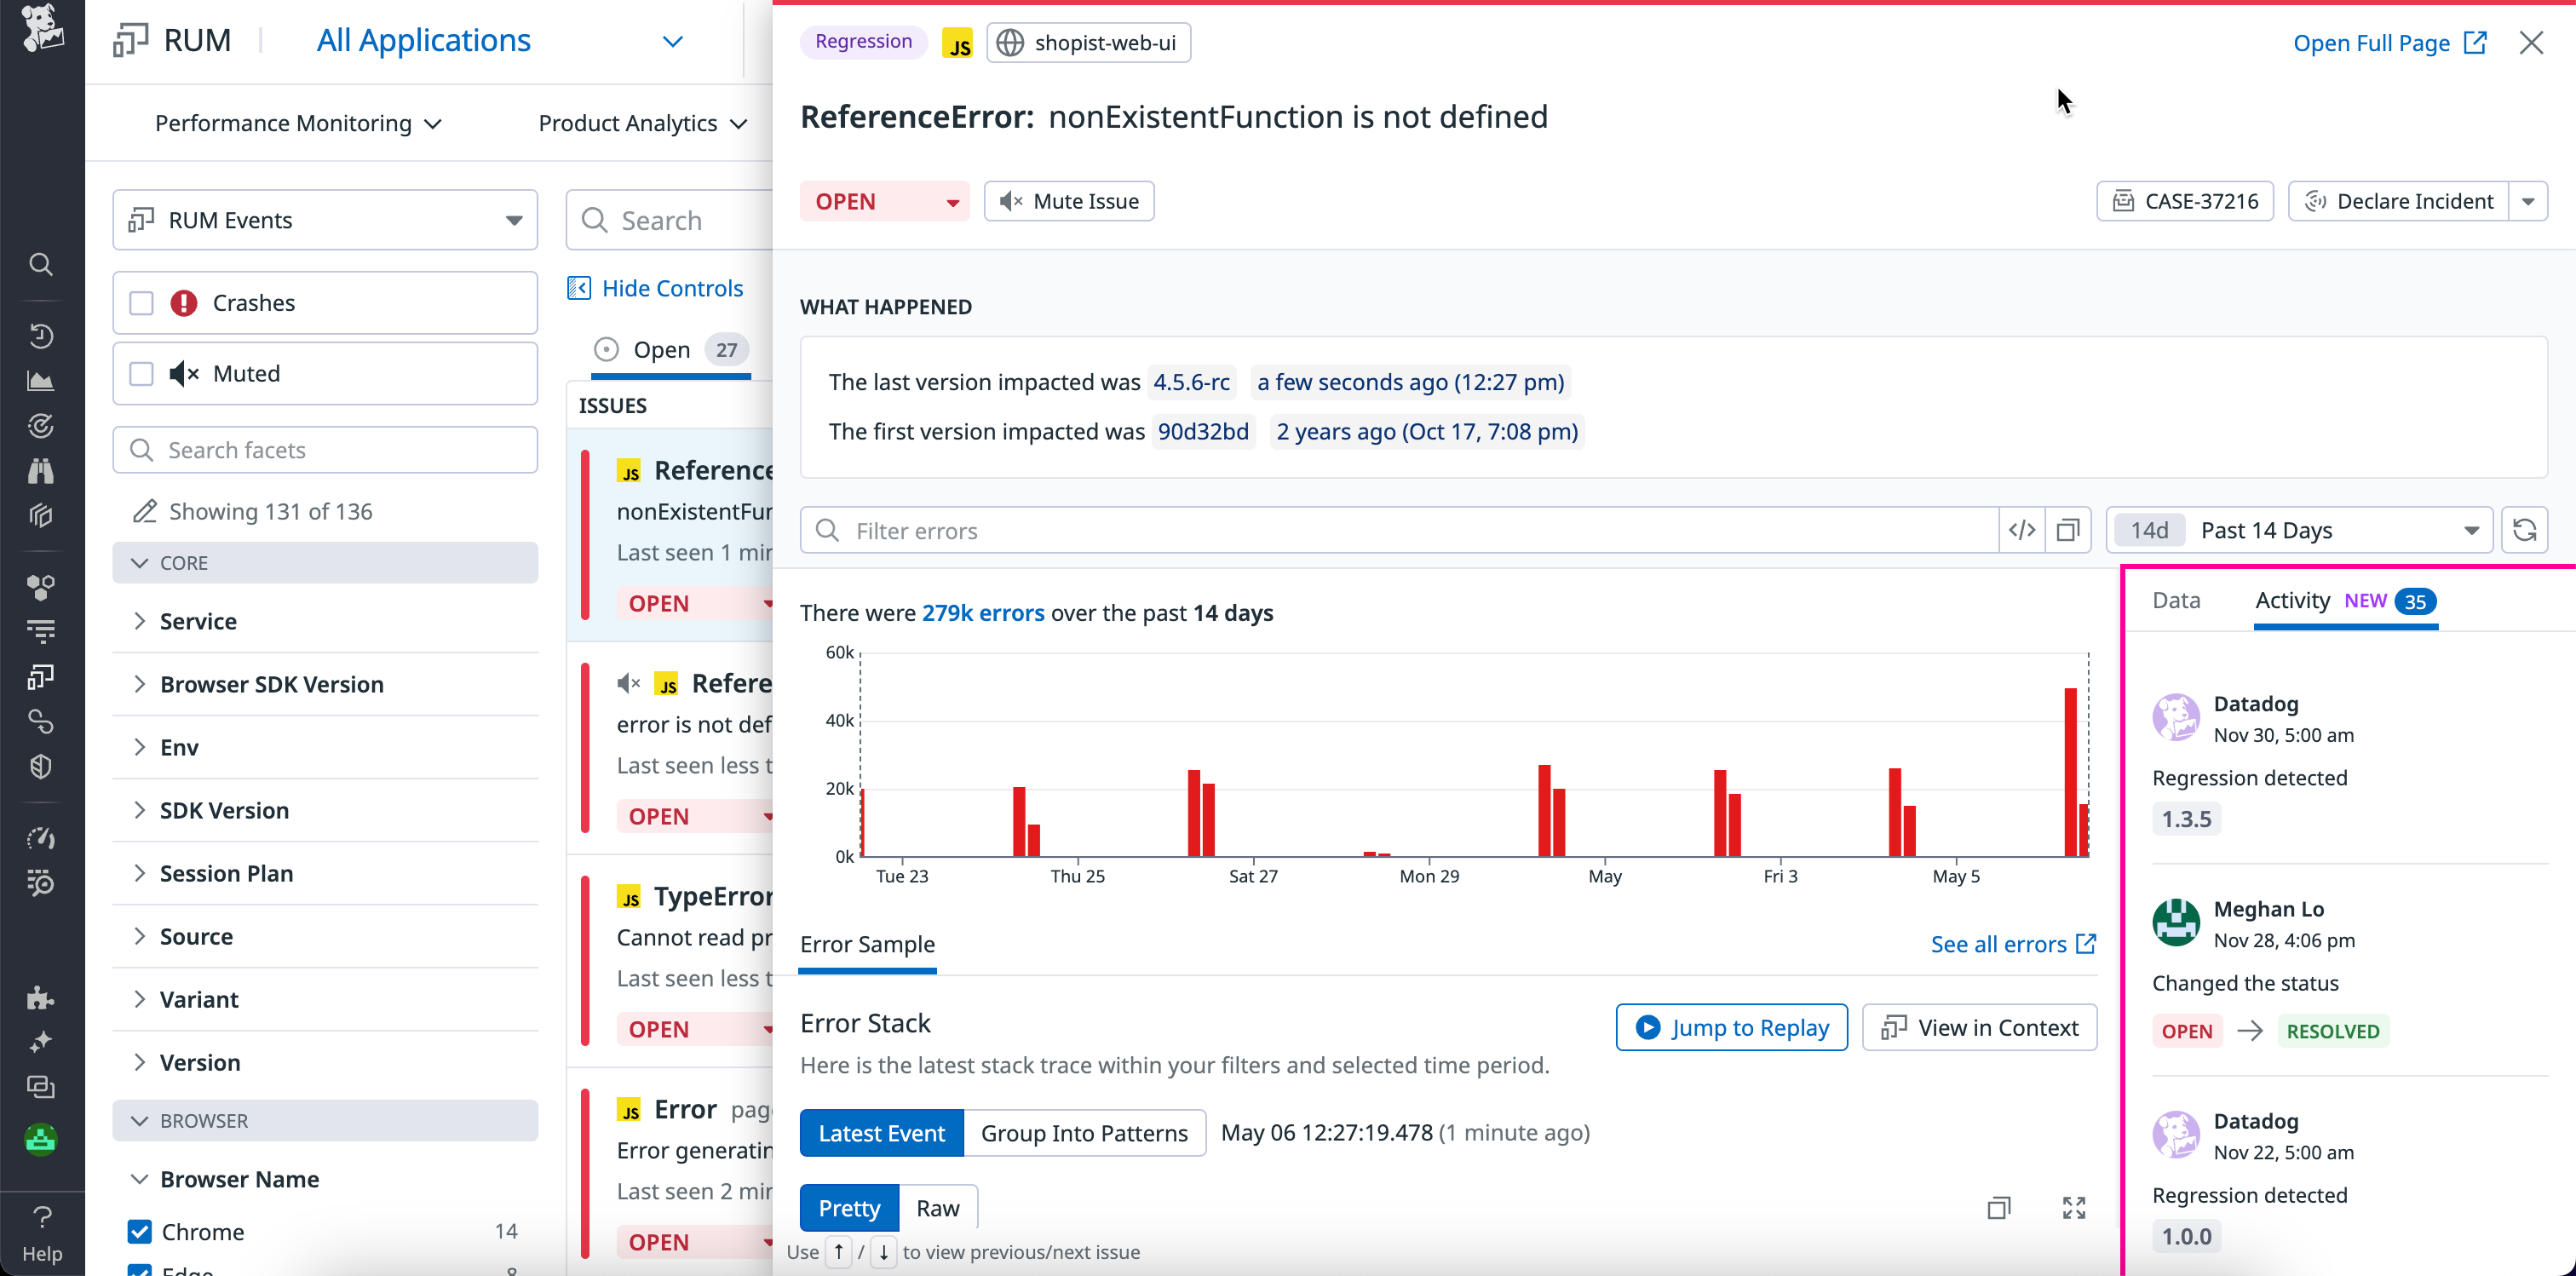 RUM
All Applications
Performance Monitoring
Product Analytics
RUM Events
Crashes
Muted
Search facets
Showing 131 of 136
CORE
Service
Browser SDK Version
Env
SDK Version
Session Plan
Source
Variant
Version
BROWSER
Browser Name
Chrome 14
Edge 8
Help
Search
Hide Controls
Open 27
ISSUES
JS Reference
nonExistentFur
Last seen 1 mir
OPEN
JS Refere
error is not def
Last seen less t
OPEN
JS TypeError
Cannot read pr
Last seen less t
OPEN
JS Error pag
Error generatin
Last seen 2 mir
OPEN
Regression JS shopist-web-ui
Open Full Page
ReferenceError: nonExistentFunction is not defined
OPEN Mute Issue
CASE-37216 Declare Incident
WHAT HAPPENED
The last version impacted was 4.5.6-rc a few seconds ago (12:27 pm)
The first version impacted was 90d32bd 2 years ago (Oct 17, 7:08 pm)
Filter errors </>
14d Past 14 Days
There were 279k errors over the past 14 days
60k
40k
20k
0k
Tue 23 Thu 25 Sat 27 Mon 29 May Fri 3 May 5
Error Sample
See all errors
Error Stack
Jump to Replay View in Context
Here is the latest stack trace within your filters and selected time period.
Latest Event Group Into Patterns May 06 12:27:19.478 (1 minute ago)
Pretty Raw
Use ↑ / ↓ to view previous/next issue
Data Activity NEW 35
Datadog
Nov 30, 5:00 am
Regression detected
1.3.5
Meghan Lo
Nov 28, 4:06 pm
Changed the status
OPEN → RESOLVED
Datadog
Nov 22, 5:00 am
Regression detected
1.0.0